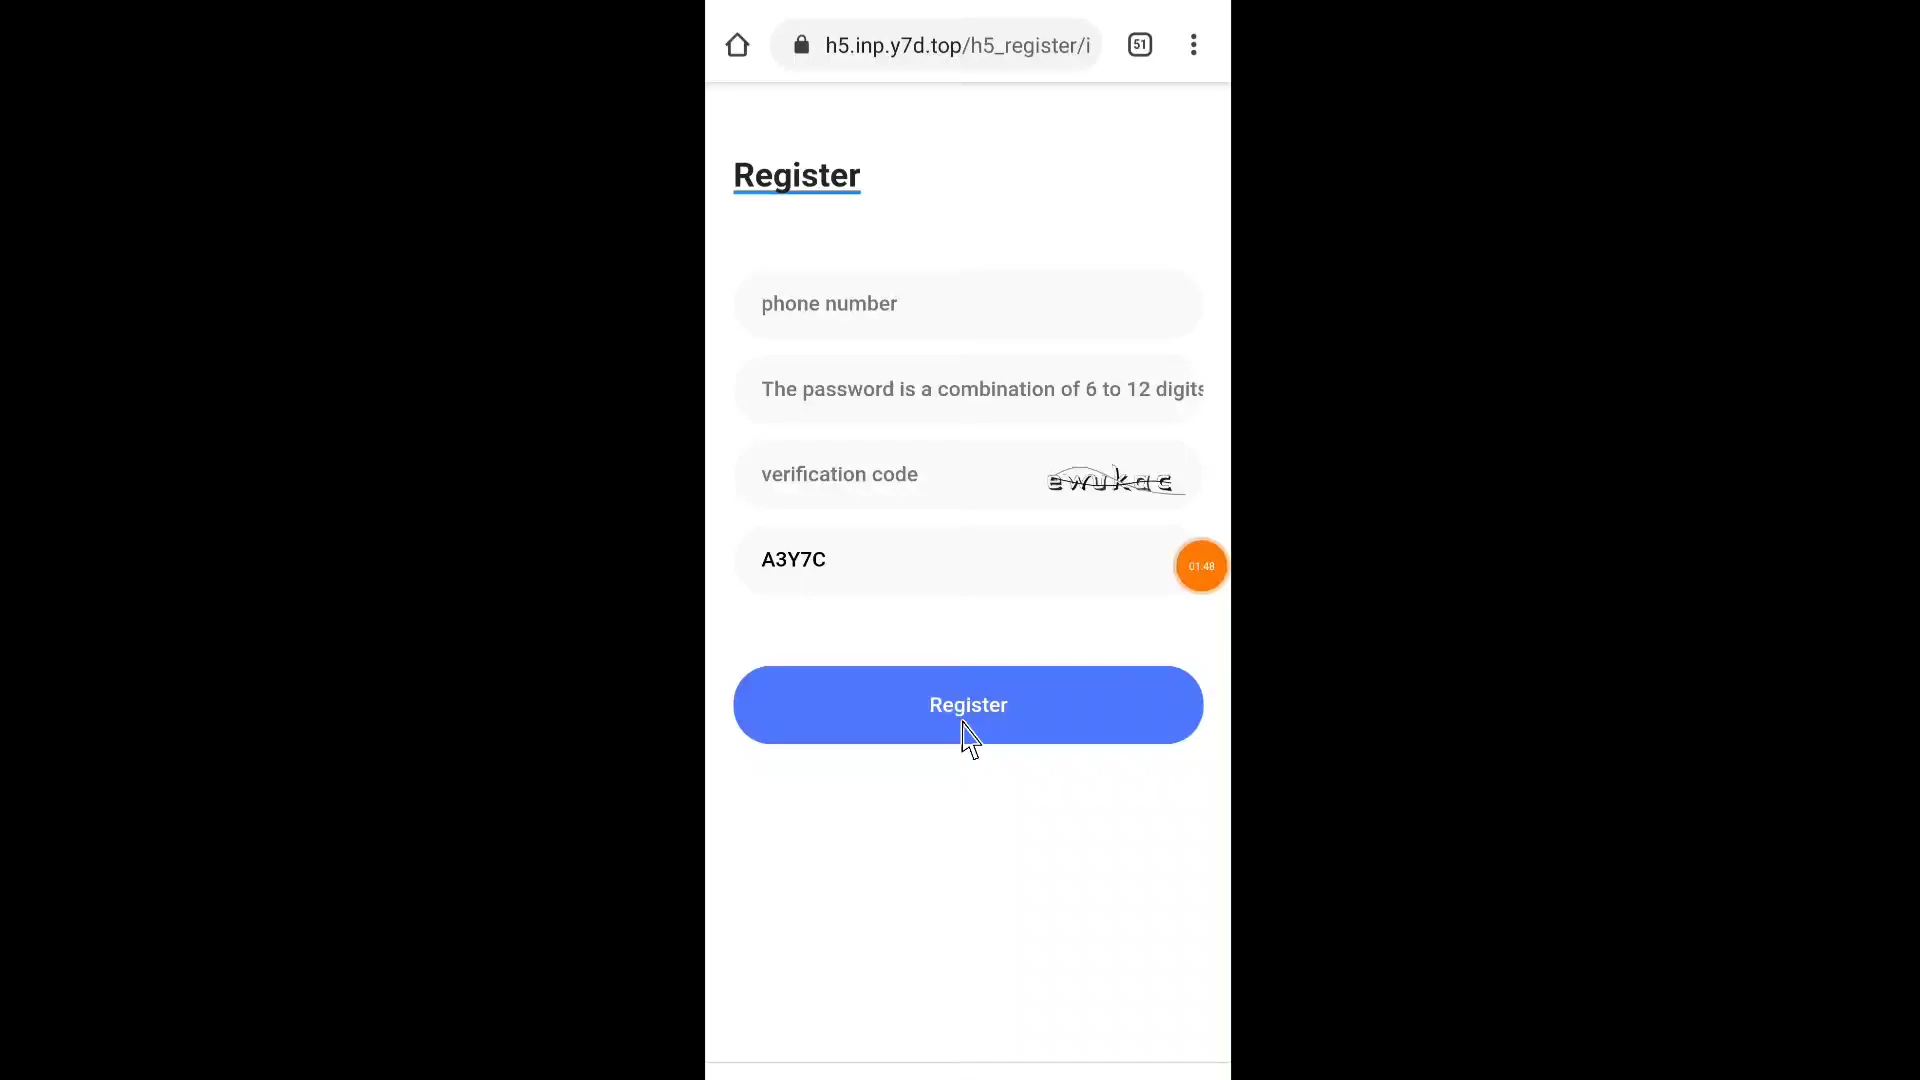 h5.inp.y7d.top/h5_register/i
51
Register
phone number
The password is a combination of 6 to 12 digits
verification code
ewukac
A3Y7C
01:48
Register